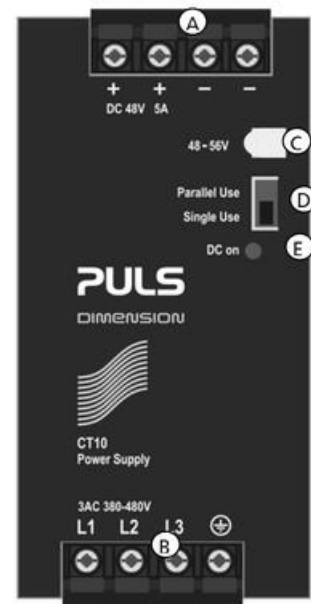 A
+ + − −
DC 48V 5A
48-56V
C
Parallel Use
Single Use
D
DC on
E
PULS
DIMENSION
CT10
Power Supply
3AC 380-480V
L1 L2 L3
B